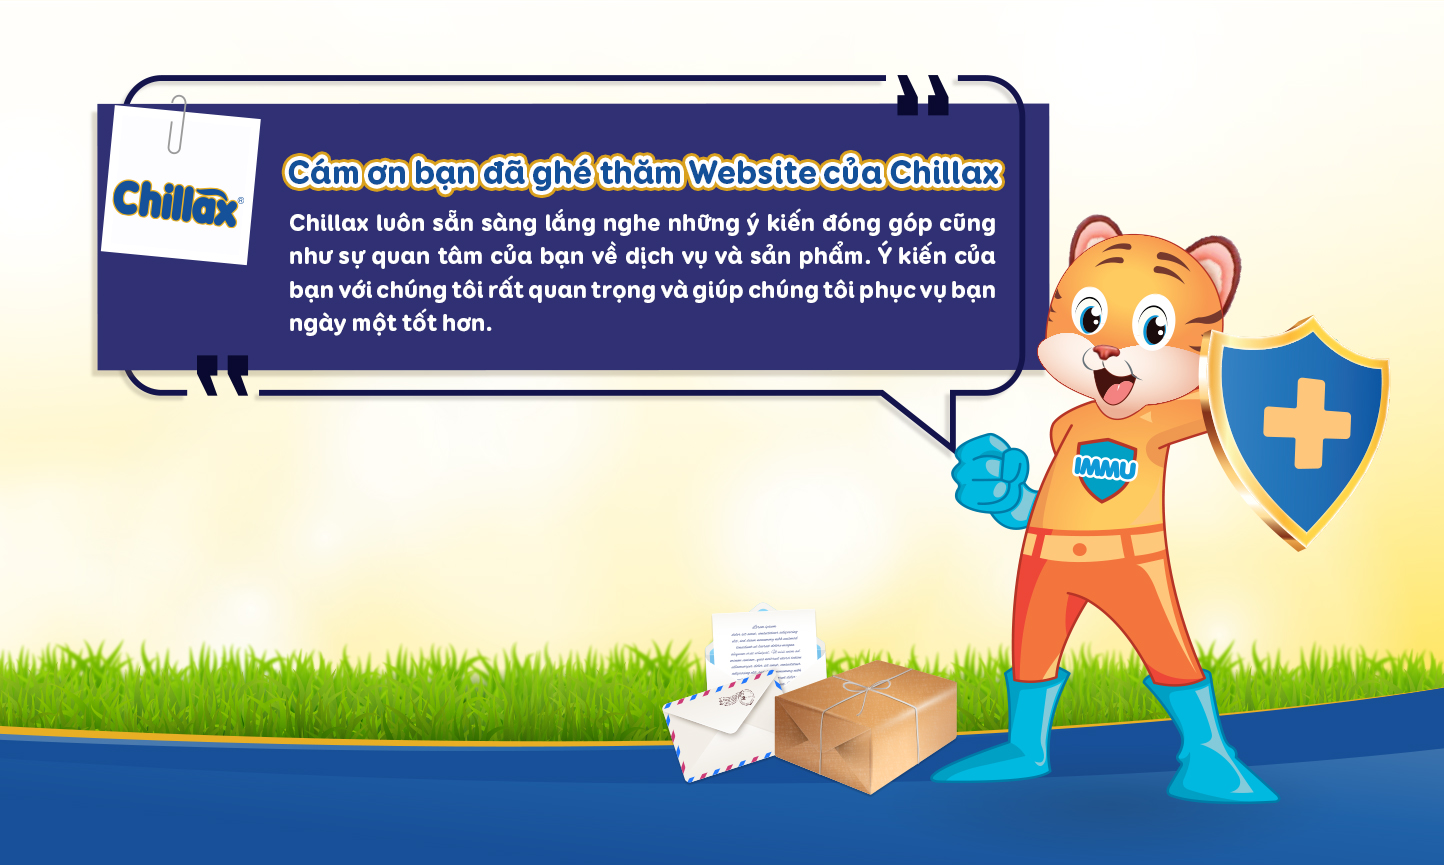 Chillax®
Cám ơn bạn đã ghé thăm Website của Chillax
Chillax luôn sẵn sàng lắng nghe những ý kiến đóng góp cũng
như sự quan tâm của bạn về dịch vụ và sản phẩm. Ý kiến của
bạn với chúng tôi rất quan trọng và giúp chúng tôi phục vụ bạn
ngày một tốt hơn.
IMMU